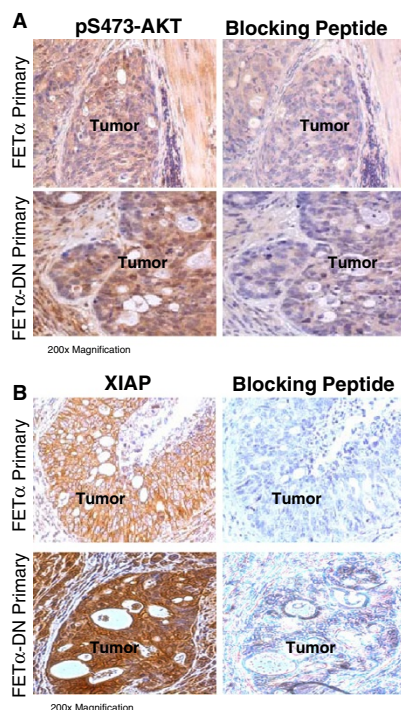 A
pS473-AKT Blocking Peptide
FETα Primary
Tumor
Tumor
FETα-DN Primary
Tumor
Tumor
200x Magnification
B
XIAP Blocking Peptide
FETα Primary
Tumor
Tumor
FETα-DN Primary
Tumor
Tumor
200x Magnification